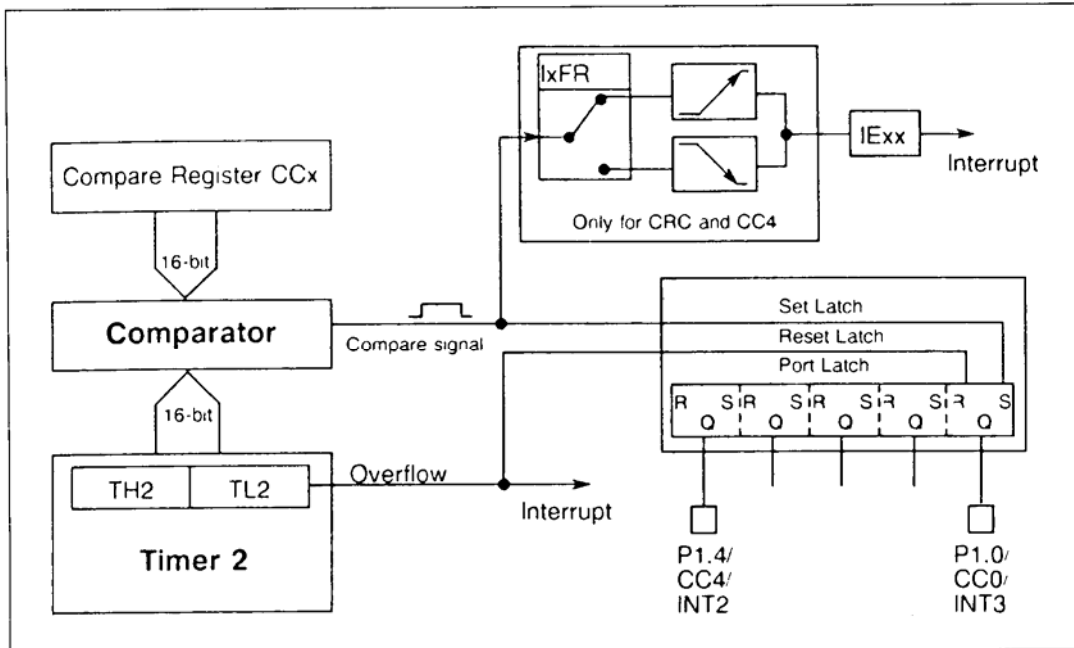 IxFR
IExx
Interrupt
Only for CRC and CC4
Compare Register CCx
16-bit
Comparator
Compare signal
16-bit
TH2 TL2
Timer 2
Overflow
Interrupt
Set Latch
Reset Latch
Port Latch
R S R S R S R S R S
Q Q Q Q Q
P1.4/
CC4/
INT2
P1.0/
CC0/
INT3